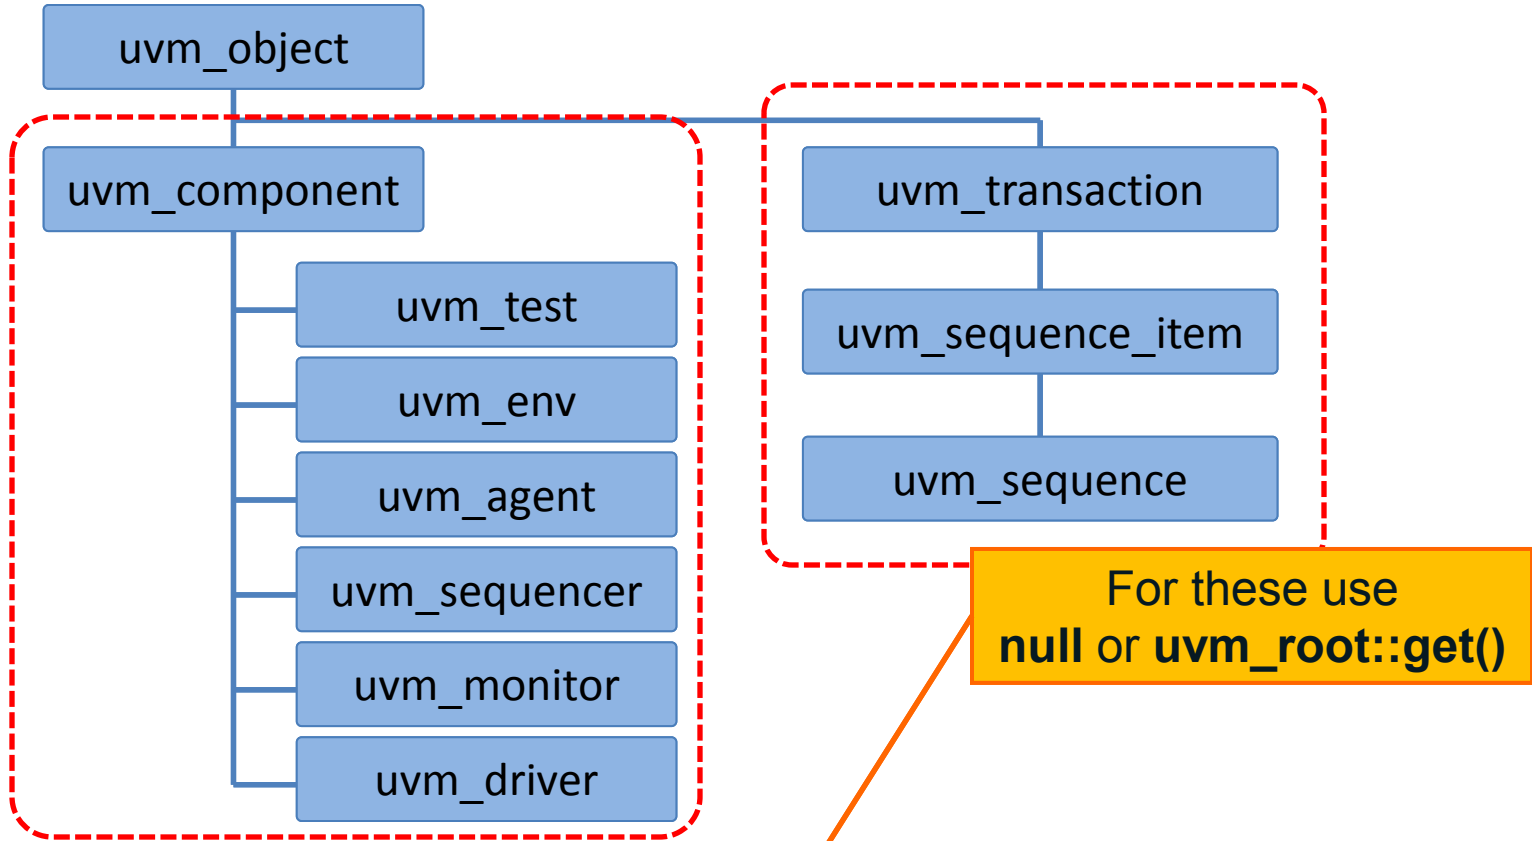 uvm_object
uvm_component
uvm_test
uvm_env
uvm_agent
uvm_sequencer
uvm_monitor
uvm_driver
uvm_transaction
uvm_sequence_item
uvm_sequence
For these use
null or uvm_root::get()